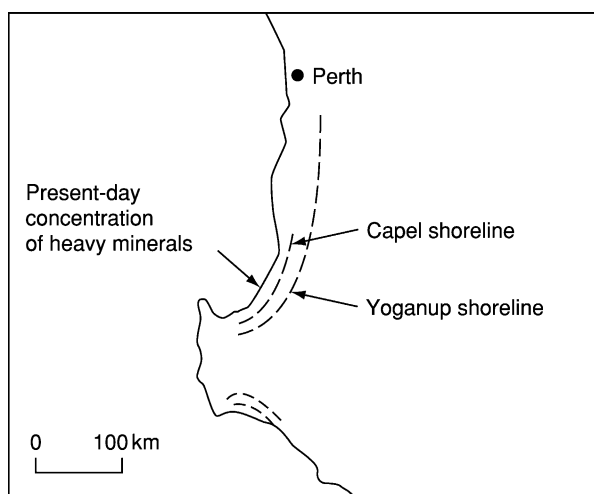 Perth
Present-day
concentration
of heavy minerals
Capel shoreline
Yoganup shoreline
0 100 km